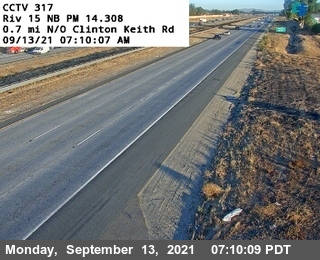 CCTV 317
Riv 15 NB PM 14.308
0.7 mi N/O Clinton Keith Rd
09/13/21 07:10:07 AM
Monday, September 13, 2021 07:10:09 PDT